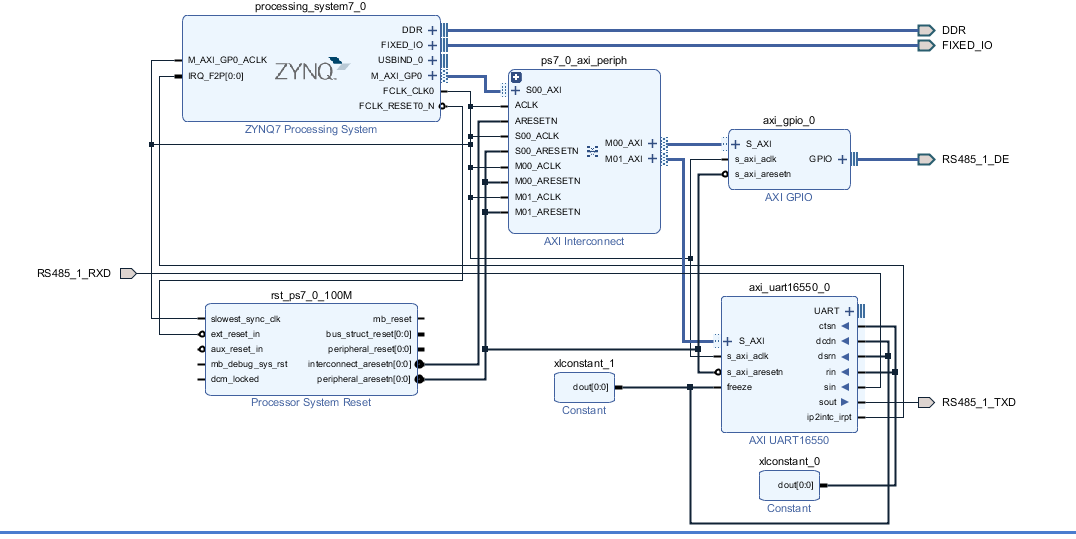 processing_system7_0
DDR
FIXED_IO
USBIND_0
M_AXI_GP0
FCLK_CLK0
FCLK_RESET0_N
M_AXI_GP0_ACLK
IRQ_F2P[0:0]
ZYNQ
ZYNQ7 Processing System
DDR
FIXED_IO
ps7_0_axi_periph
S00_AXI
ACLK
ARESETN
S00_ACLK
S00_ARESETN
M00_ACLK
M00_ARESETN
M01_ACLK
M01_ARESETN
M00_AXI
M01_AXI
AXI Interconnect
axi_gpio_0
S_AXI
s_axi_aclk
s_axi_aresetn
GPIO
AXI GPIO
RS485_1_DE
RS485_1_RXD
rst_ps7_0_100M
slowest_sync_clk
ext_reset_in
aux_reset_in
mb_debug_sys_rst
dcm_locked
mb_reset
bus_struct_reset[0:0]
peripheral_reset[0:0]
interconnect_aresetn[0:0]
peripheral_aresetn[0:0]
Processor System Reset
xlconstant_1
dout[0:0]
Constant
axi_uart16550_0
S_AXI
s_axi_aclk
s_axi_aresetn
freeze
UART
ctsn
dcdn
dsrn
rin
sin
sout
ip2intc_irpt
AXI UART16550
RS485_1_TXD
xlconstant_0
dout[0:0]
Constant